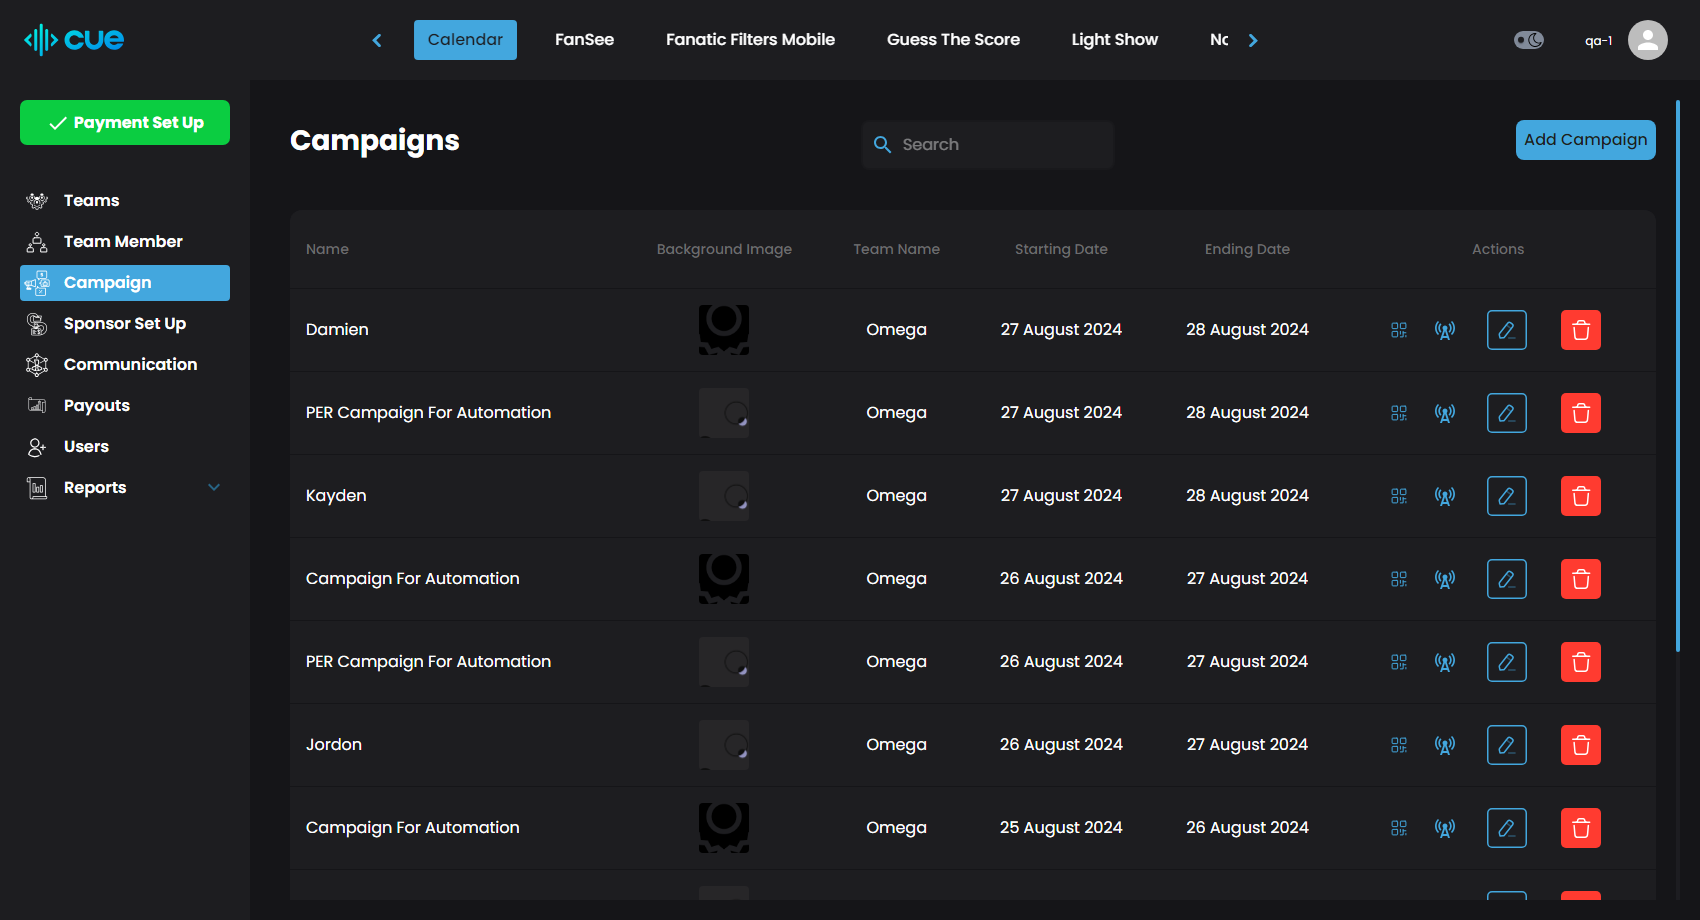 cue
Calendar FanSee Fanatic Filters Mobile Guess The Score Light Show
qa-1
Payment Set Up
Teams
Team Member
Campaign
Sponsor Set Up
Communication
Payouts
Users
Reports
Campaigns
Search
Add Campaign
Name Background Image Team Name Starting Date Ending Date Actions
Damien Omega 27 August 2024 28 August 2024
PER Campaign For Automation Omega 27 August 2024 28 August 2024
Kayden Omega 27 August 2024 28 August 2024
Campaign For Automation Omega 26 August 2024 27 August 2024
PER Campaign For Automation Omega 26 August 2024 27 August 2024
Jordon Omega 26 August 2024 27 August 2024
Campaign For Automation Omega 25 August 2024 26 August 2024